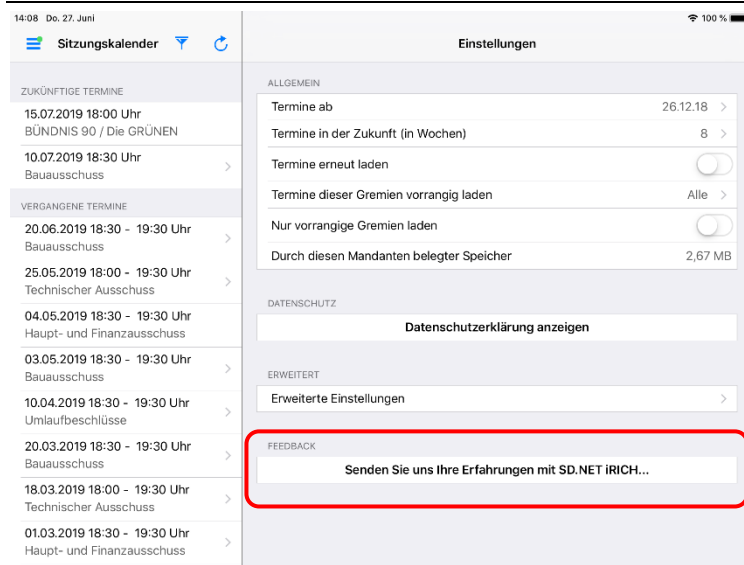 14:08 Do. 27. Juni
100 %
Sitzungskalender
Einstellungen
ZUKÜNFTIGE TERMINE
15.07.2019 18:00 Uhr
BÜNDNIS 90 / Die GRÜNEN
10.07.2019 18:30 Uhr
Bauausschuss
VERGANGENE TERMINE
20.06.2019 18:30 - 19:30 Uhr
Bauausschuss
25.05.2019 18:00 - 19:30 Uhr
Technischer Ausschuss
04.05.2019 18:30 - 19:30 Uhr
Haupt- und Finanzausschuss
03.05.2019 18:30 - 19:30 Uhr
Bauausschuss
10.04.2019 18:30 - 19:30 Uhr
Umlaufbeschlüsse
20.03.2019 18:30 - 19:30 Uhr
Bauausschuss
18.03.2019 18:00 - 19:30 Uhr
Technischer Ausschuss
01.03.2019 18:30 - 19:30 Uhr
Haupt- und Finanzausschuss
ALLGEMEIN
Termine ab 26.12.18
Termine in der Zukunft (in Wochen) 8
Termine erneut laden
Termine dieser Gremien vorrangig laden Alle
Nur vorrangige Gremien laden
Durch diesen Mandanten belegter Speicher 2,67 MB
DATENSCHUTZ
Datenschutzerklärung anzeigen
ERWEITERT
Erweiterte Einstellungen
FEEDBACK
Senden Sie uns Ihre Erfahrungen mit SD.NET iRICH...